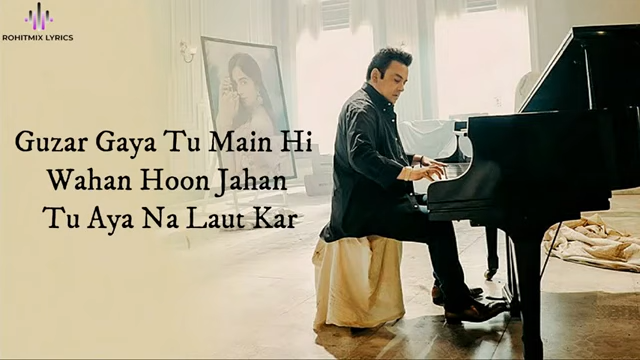 ROHITMIX LYRICS
Guzar Gaya Tu Main Hi
Wahan Hoon Jahan
Tu Aya Na Laut Kar